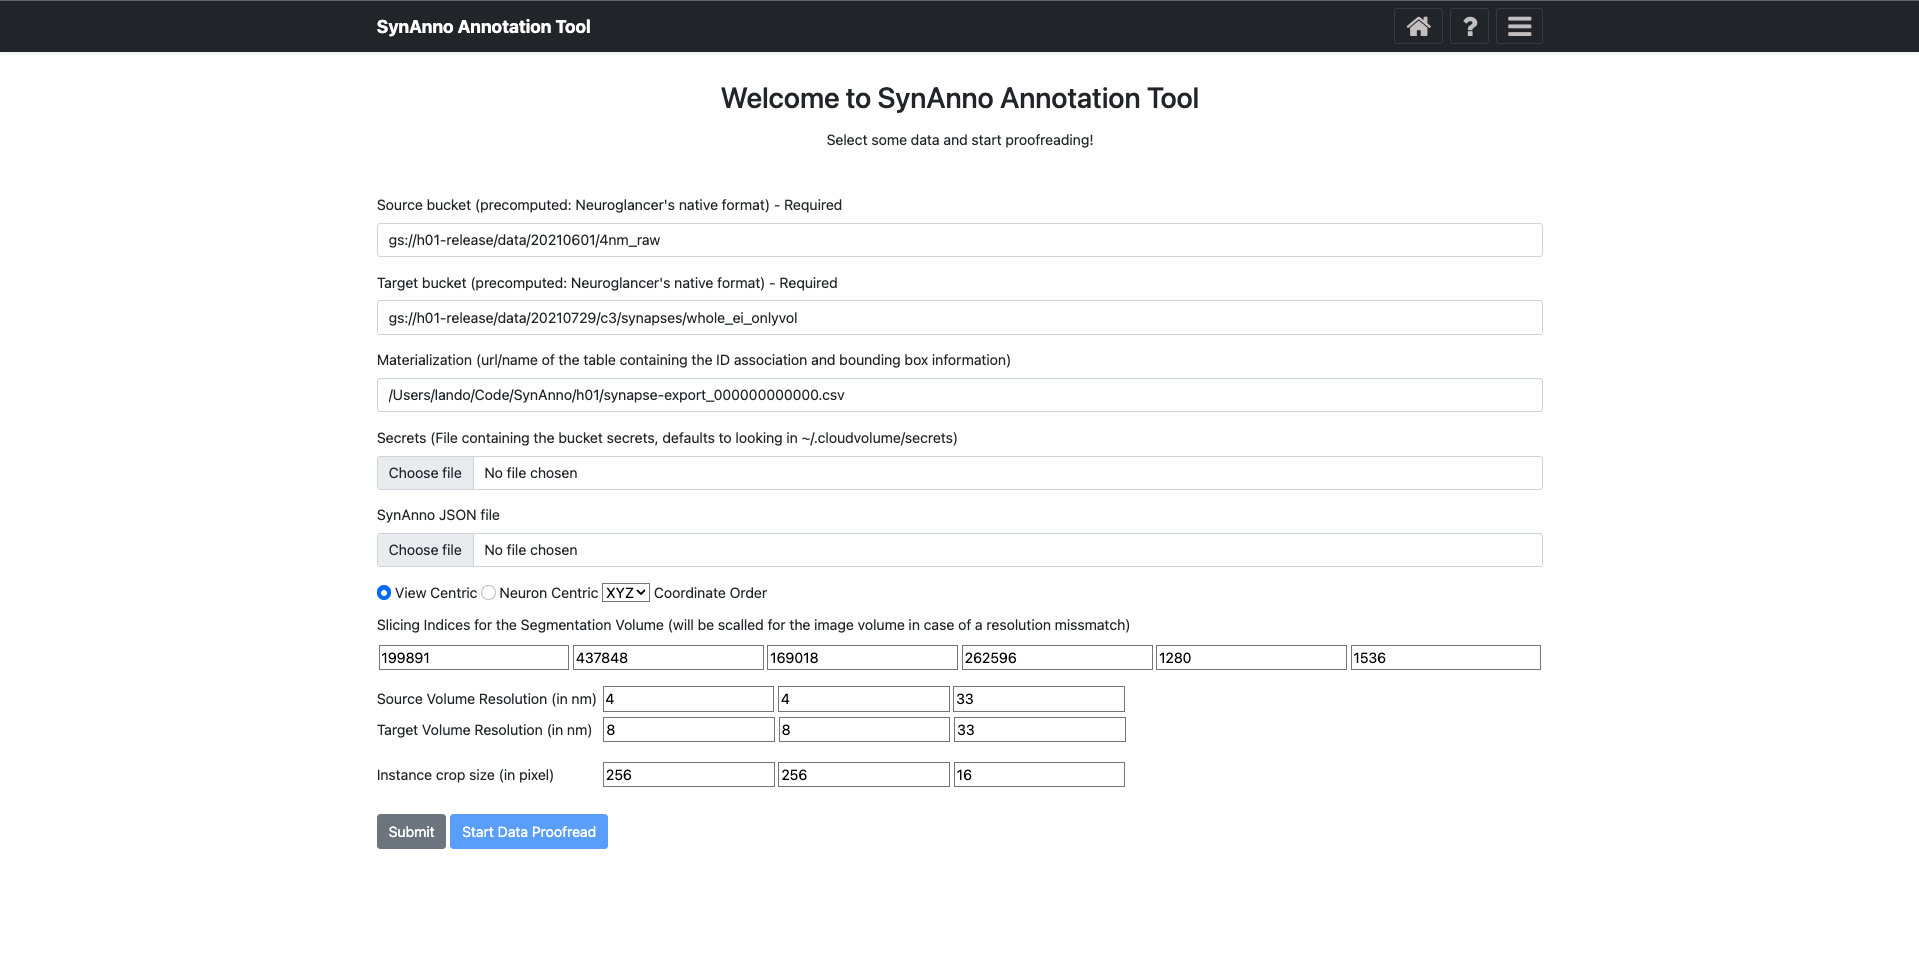 SynAnno Annotation Tool
?
Welcome to SynAnno Annotation Tool
Select some data and start proofreading!
Source bucket (precomputed: Neuroglancer's native format) - Required
gs://h01-release/data/20210601/4nm_raw
Target bucket (precomputed: Neuroglancer's native format) - Required
gs://h01-release/data/20210729/c3/synapses/whole_ei_onlyvol
Materialization (url/name of the table containing the ID association and bounding box information)
/Users/lando/Code/SynAnno/h01/synapse-export_000000000000.csv
Secrets (File containing the bucket secrets, defaults to looking in ~/.cloudvolume/secrets)
Choose file No file chosen
SynAnno JSON file
Choose file No file chosen
View Centric Neuron Centric XYZ Coordinate Order
Slicing Indices for the Segmentation Volume (will be scalled for the image volume in case of a resolution missmatch)
199891 437848 169018 262596 1280 1536
Source Volume Resolution (in nm) 4 4 33
Target Volume Resolution (in nm) 8 8 33
Instance crop size (in pixel) 256 256 16
Submit Start Data Proofread